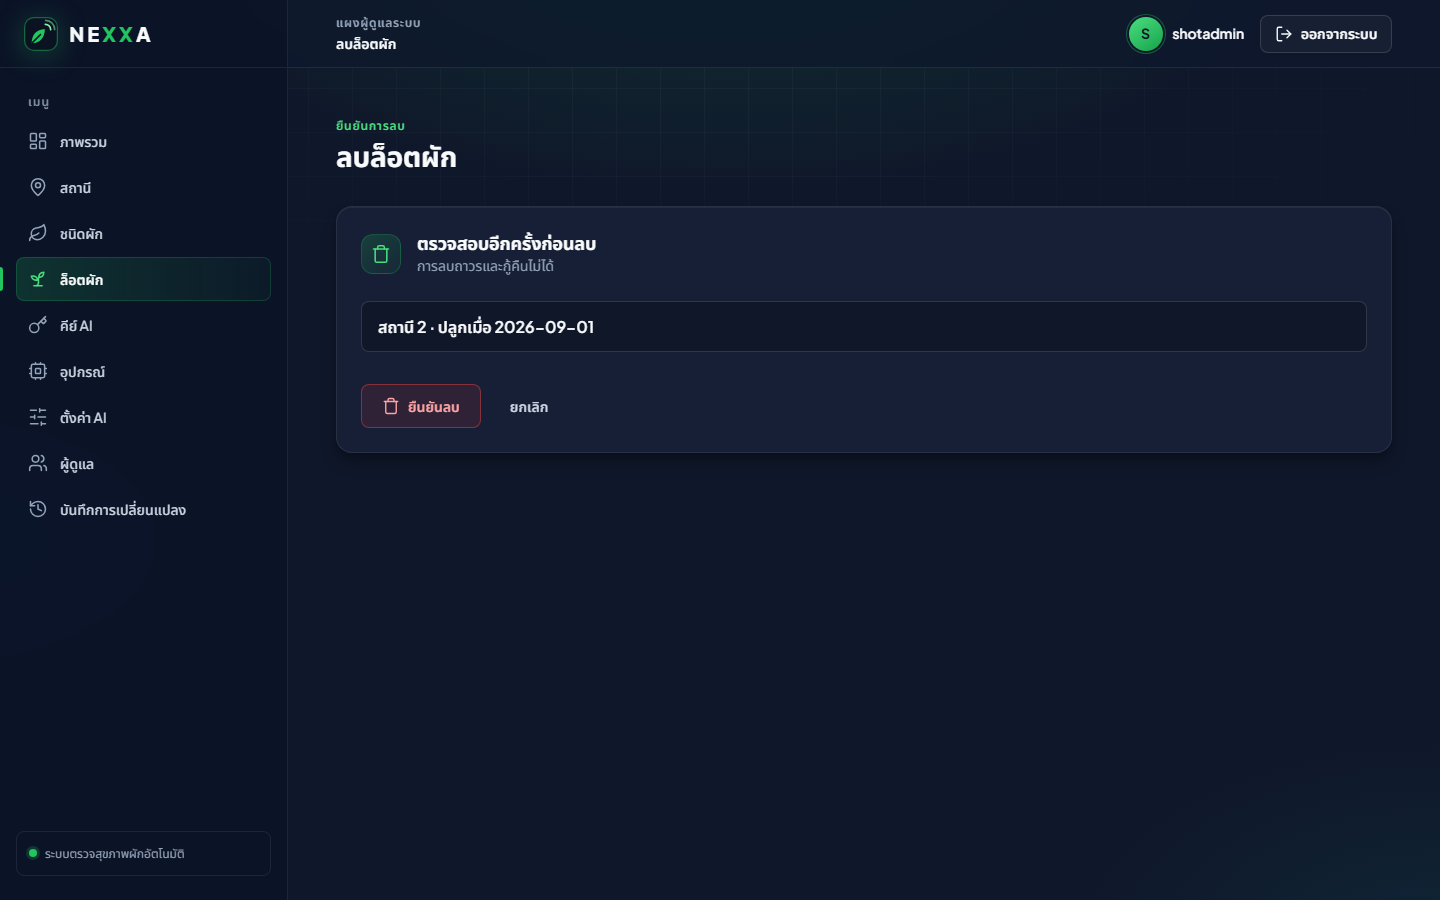 NEXXA
แผงผู้ดูแลระบบ
ลบล็อตผัก
S
shotadmin
ออกจากระบบ
เมนู
ภาพรวม
สถานี
ชนิดผัก
ล็อตผัก
คีย์ AI
อุปกรณ์
ตั้งค่า AI
ผู้ดูแล
บันทึกการเปลี่ยนแปลง
ระบบตรวจสุขภาพผักอัตโนมัติ
ยืนยันการลบ
ลบล็อตผัก
ตรวจสอบอีกครั้งก่อนลบ
การลบถาวรและกู้คืนไม่ได้
สถานี 2 · ปลูกเมื่อ 2026-09-01
ยืนยันลบ
ยกเลิก